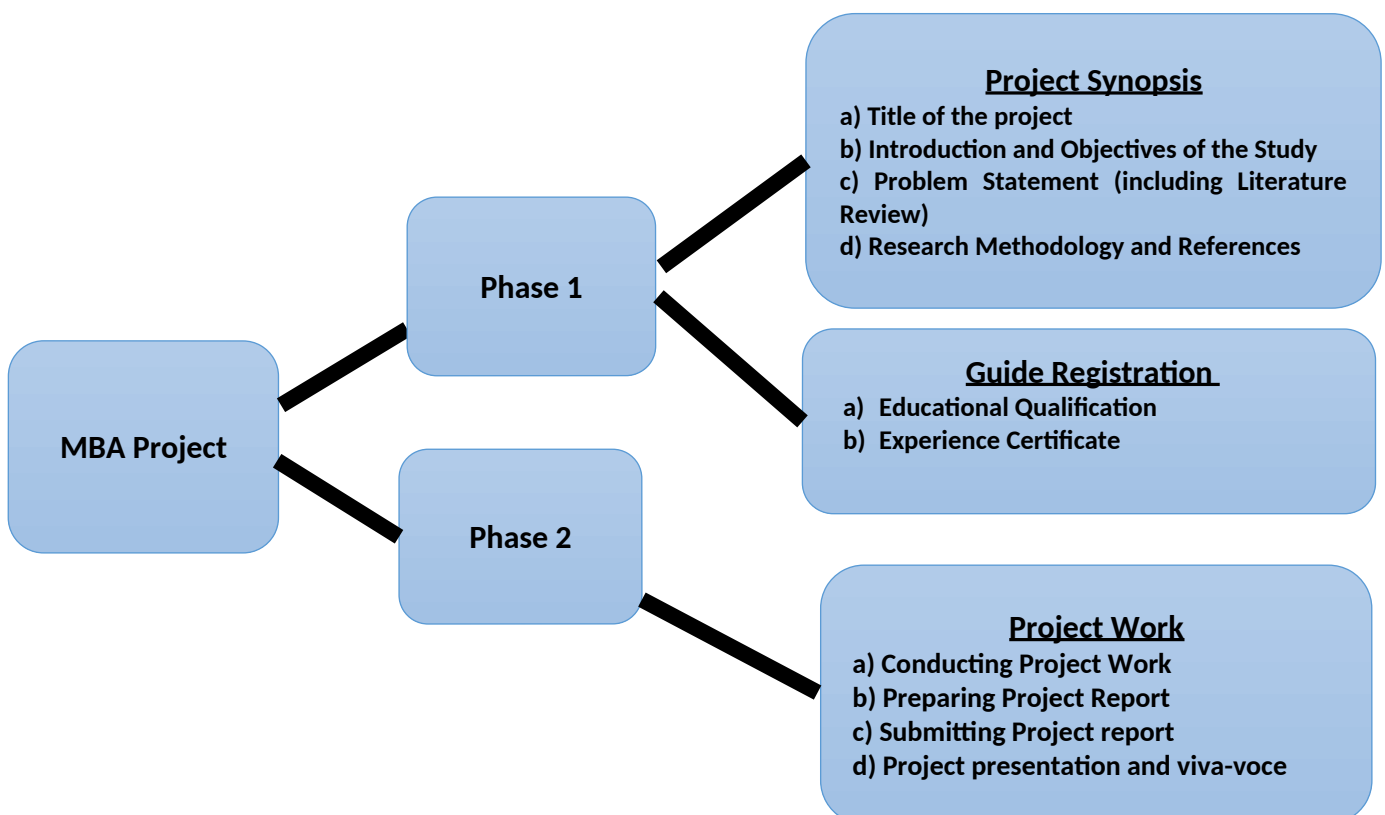 Project Synopsis
a) Title of the project
b) Introduction and Objectives of the Study
c) Problem Statement (including Literature
Review)
d) Research Methodology and References
Phase 1
Guide Registration
a) Educational Qualification
b) Experience Certificate
MBA Project
Phase 2
Project Work
a) Conducting Project Work
b) Preparing Project Report
c) Submitting Project report
d) Project presentation and viva-voce